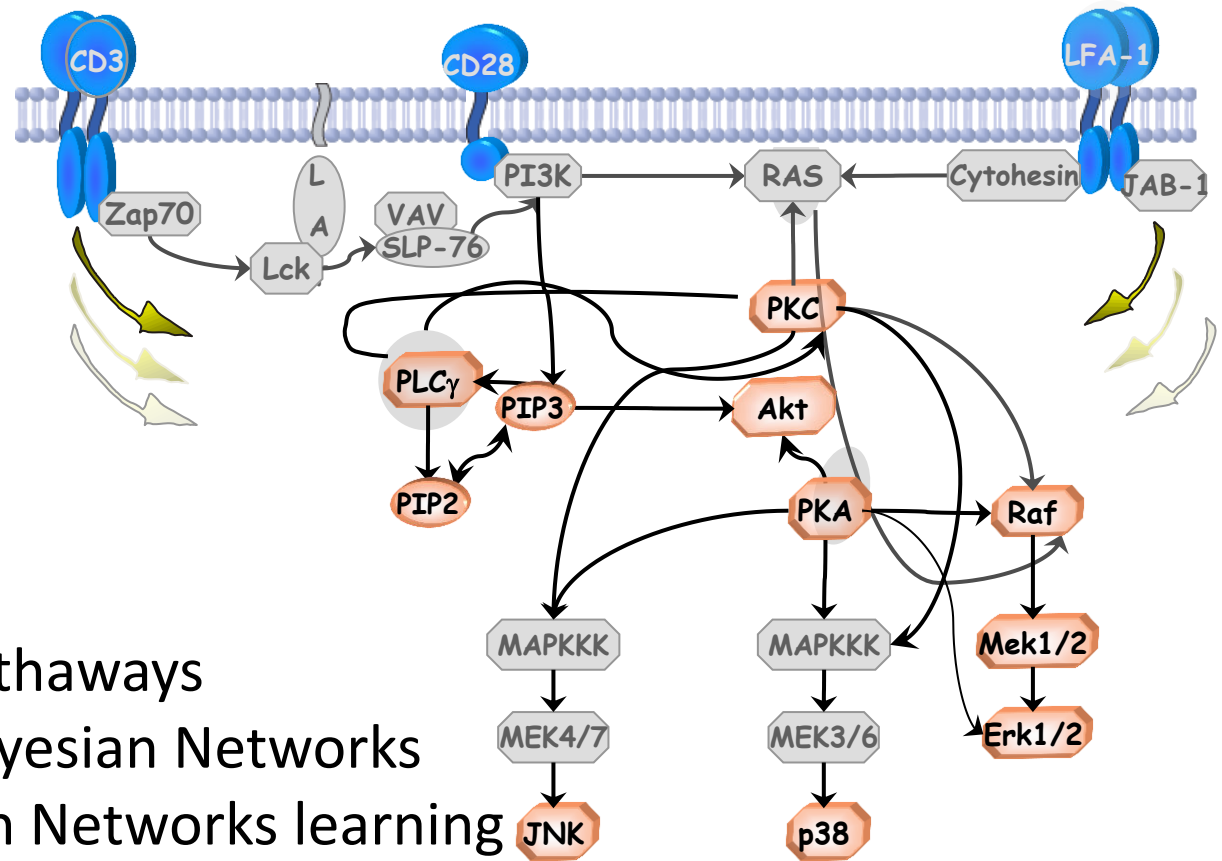 CD3
CD28
LFA-1
L
A
PI3K
RAS
Cytohesin
JAB-1
Zap70
VAV
SLP-76
Lck
PKC
PLCγ
PIP3
Akt
PIP2
PKA
Raf
MAPKKK
MAPKKK
Mek1/2
thaways
MEK4/7
MEK3/6
Erk1/2
yesian Networks
n Networks learning
JNK
p38